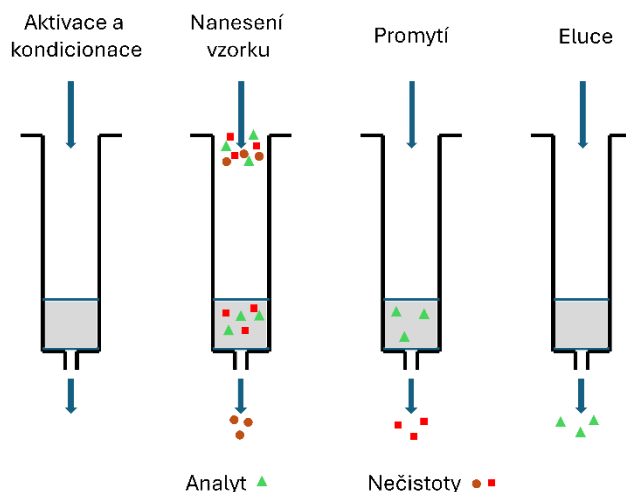 Aktivace a
kondicionace
Nanesení
vzorku
Promytí
Eluce
Analyt
Nečistoty